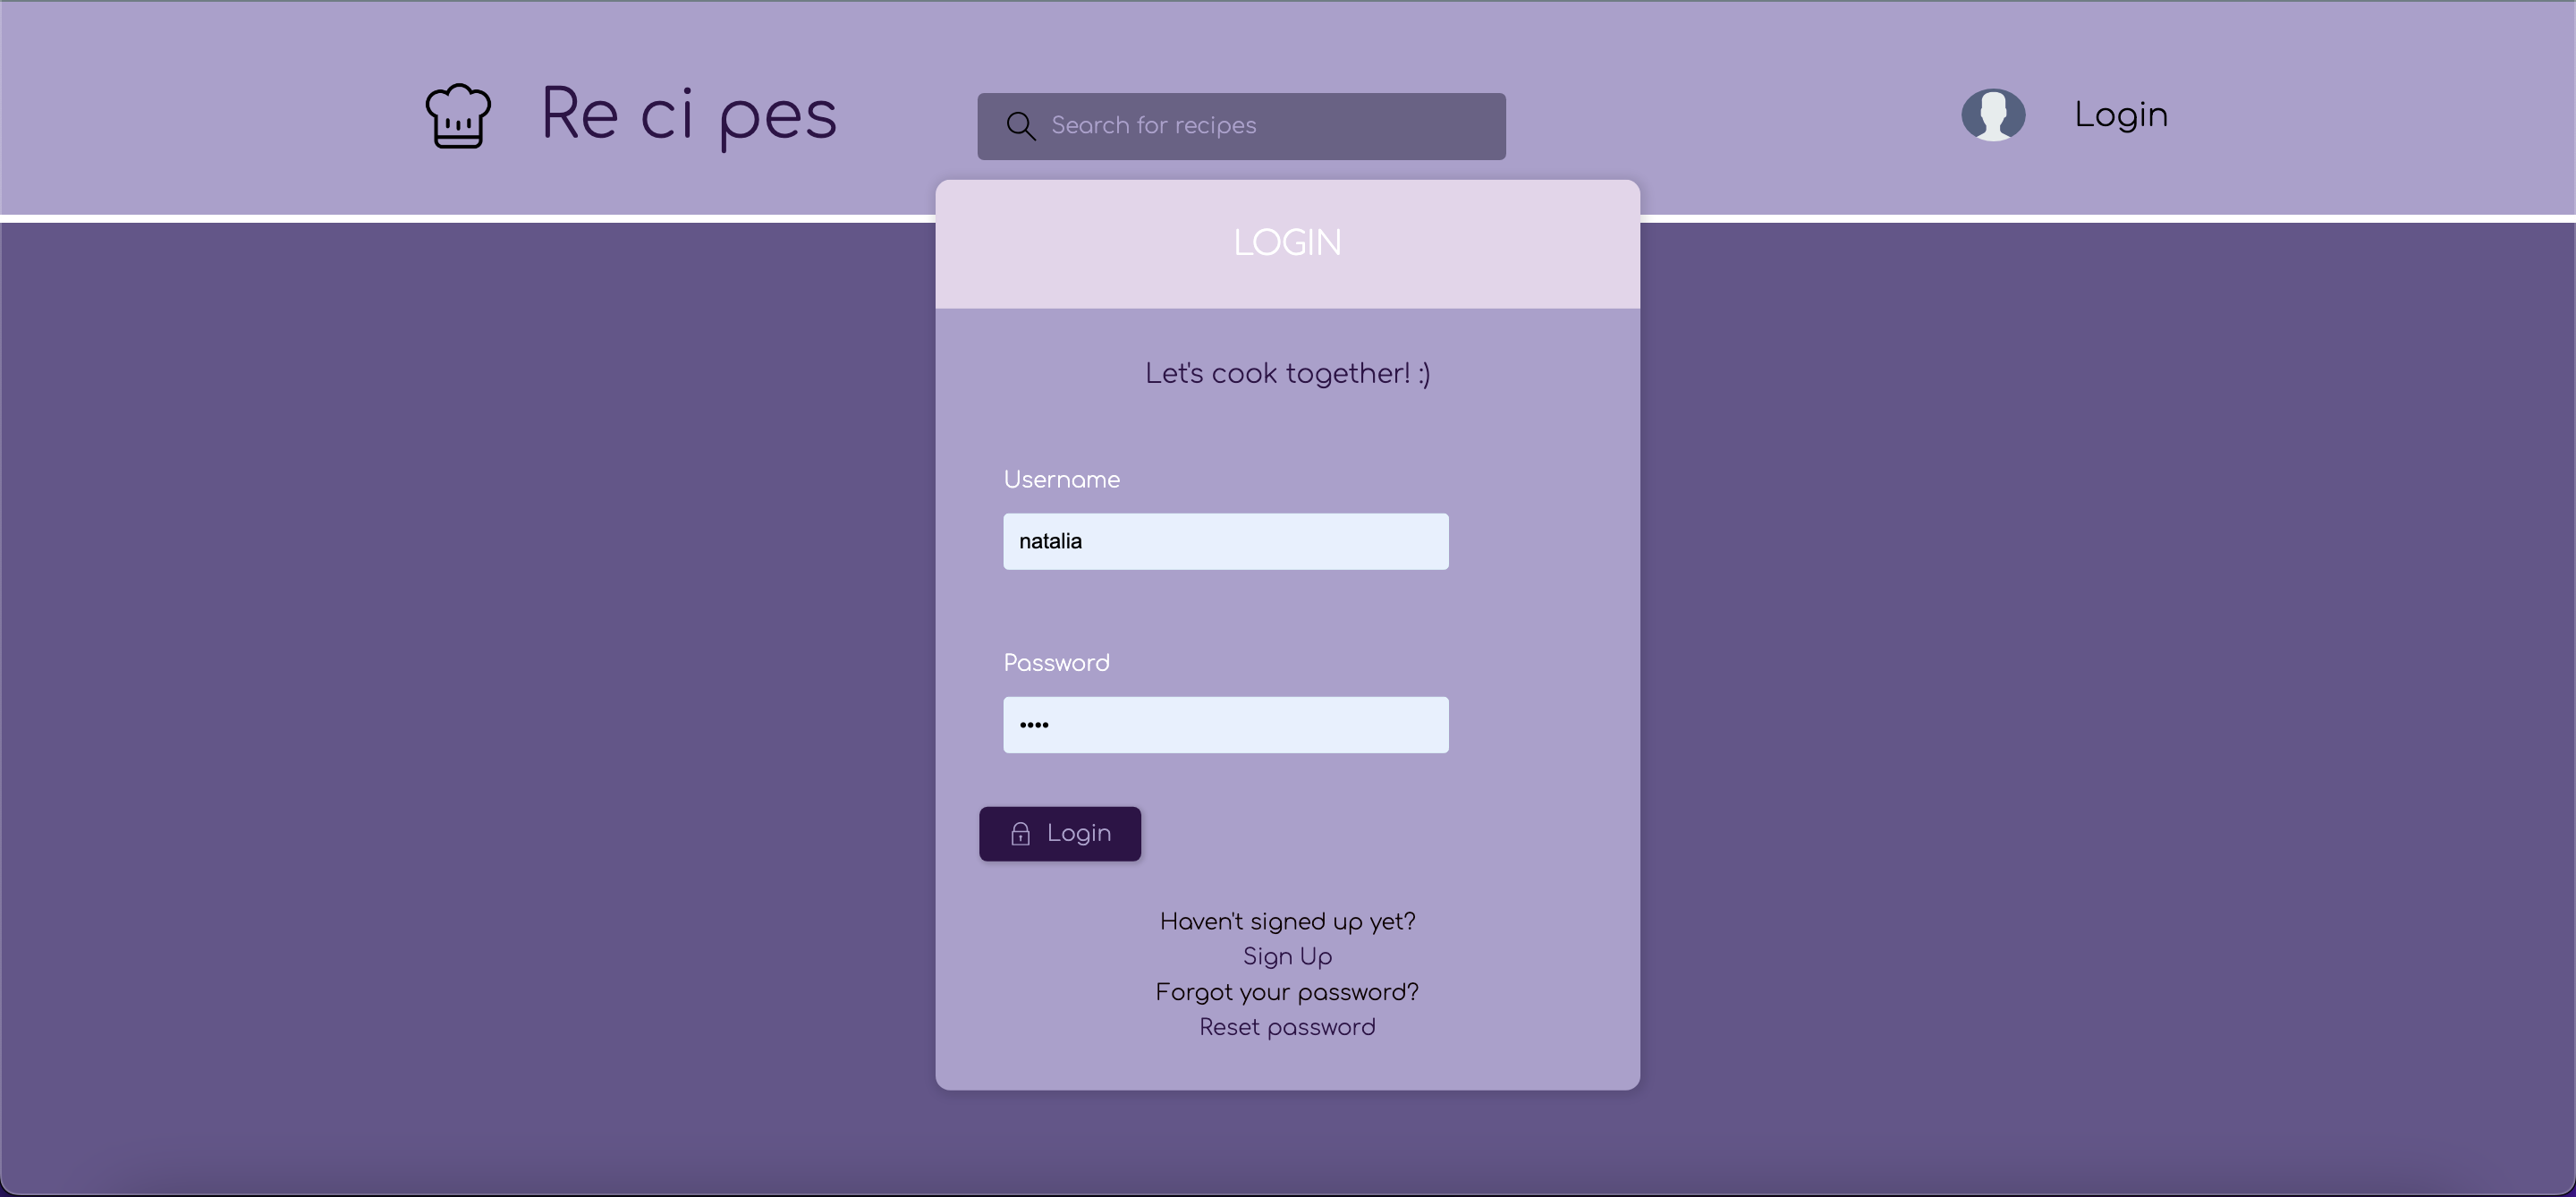 Re ci pes
Search for recipes
Login
LOGIN
Let's cook together! :)
Username
natalia
Password
••••
Login
Haven't signed up yet?
Sign Up
Forgot your password?
Reset password